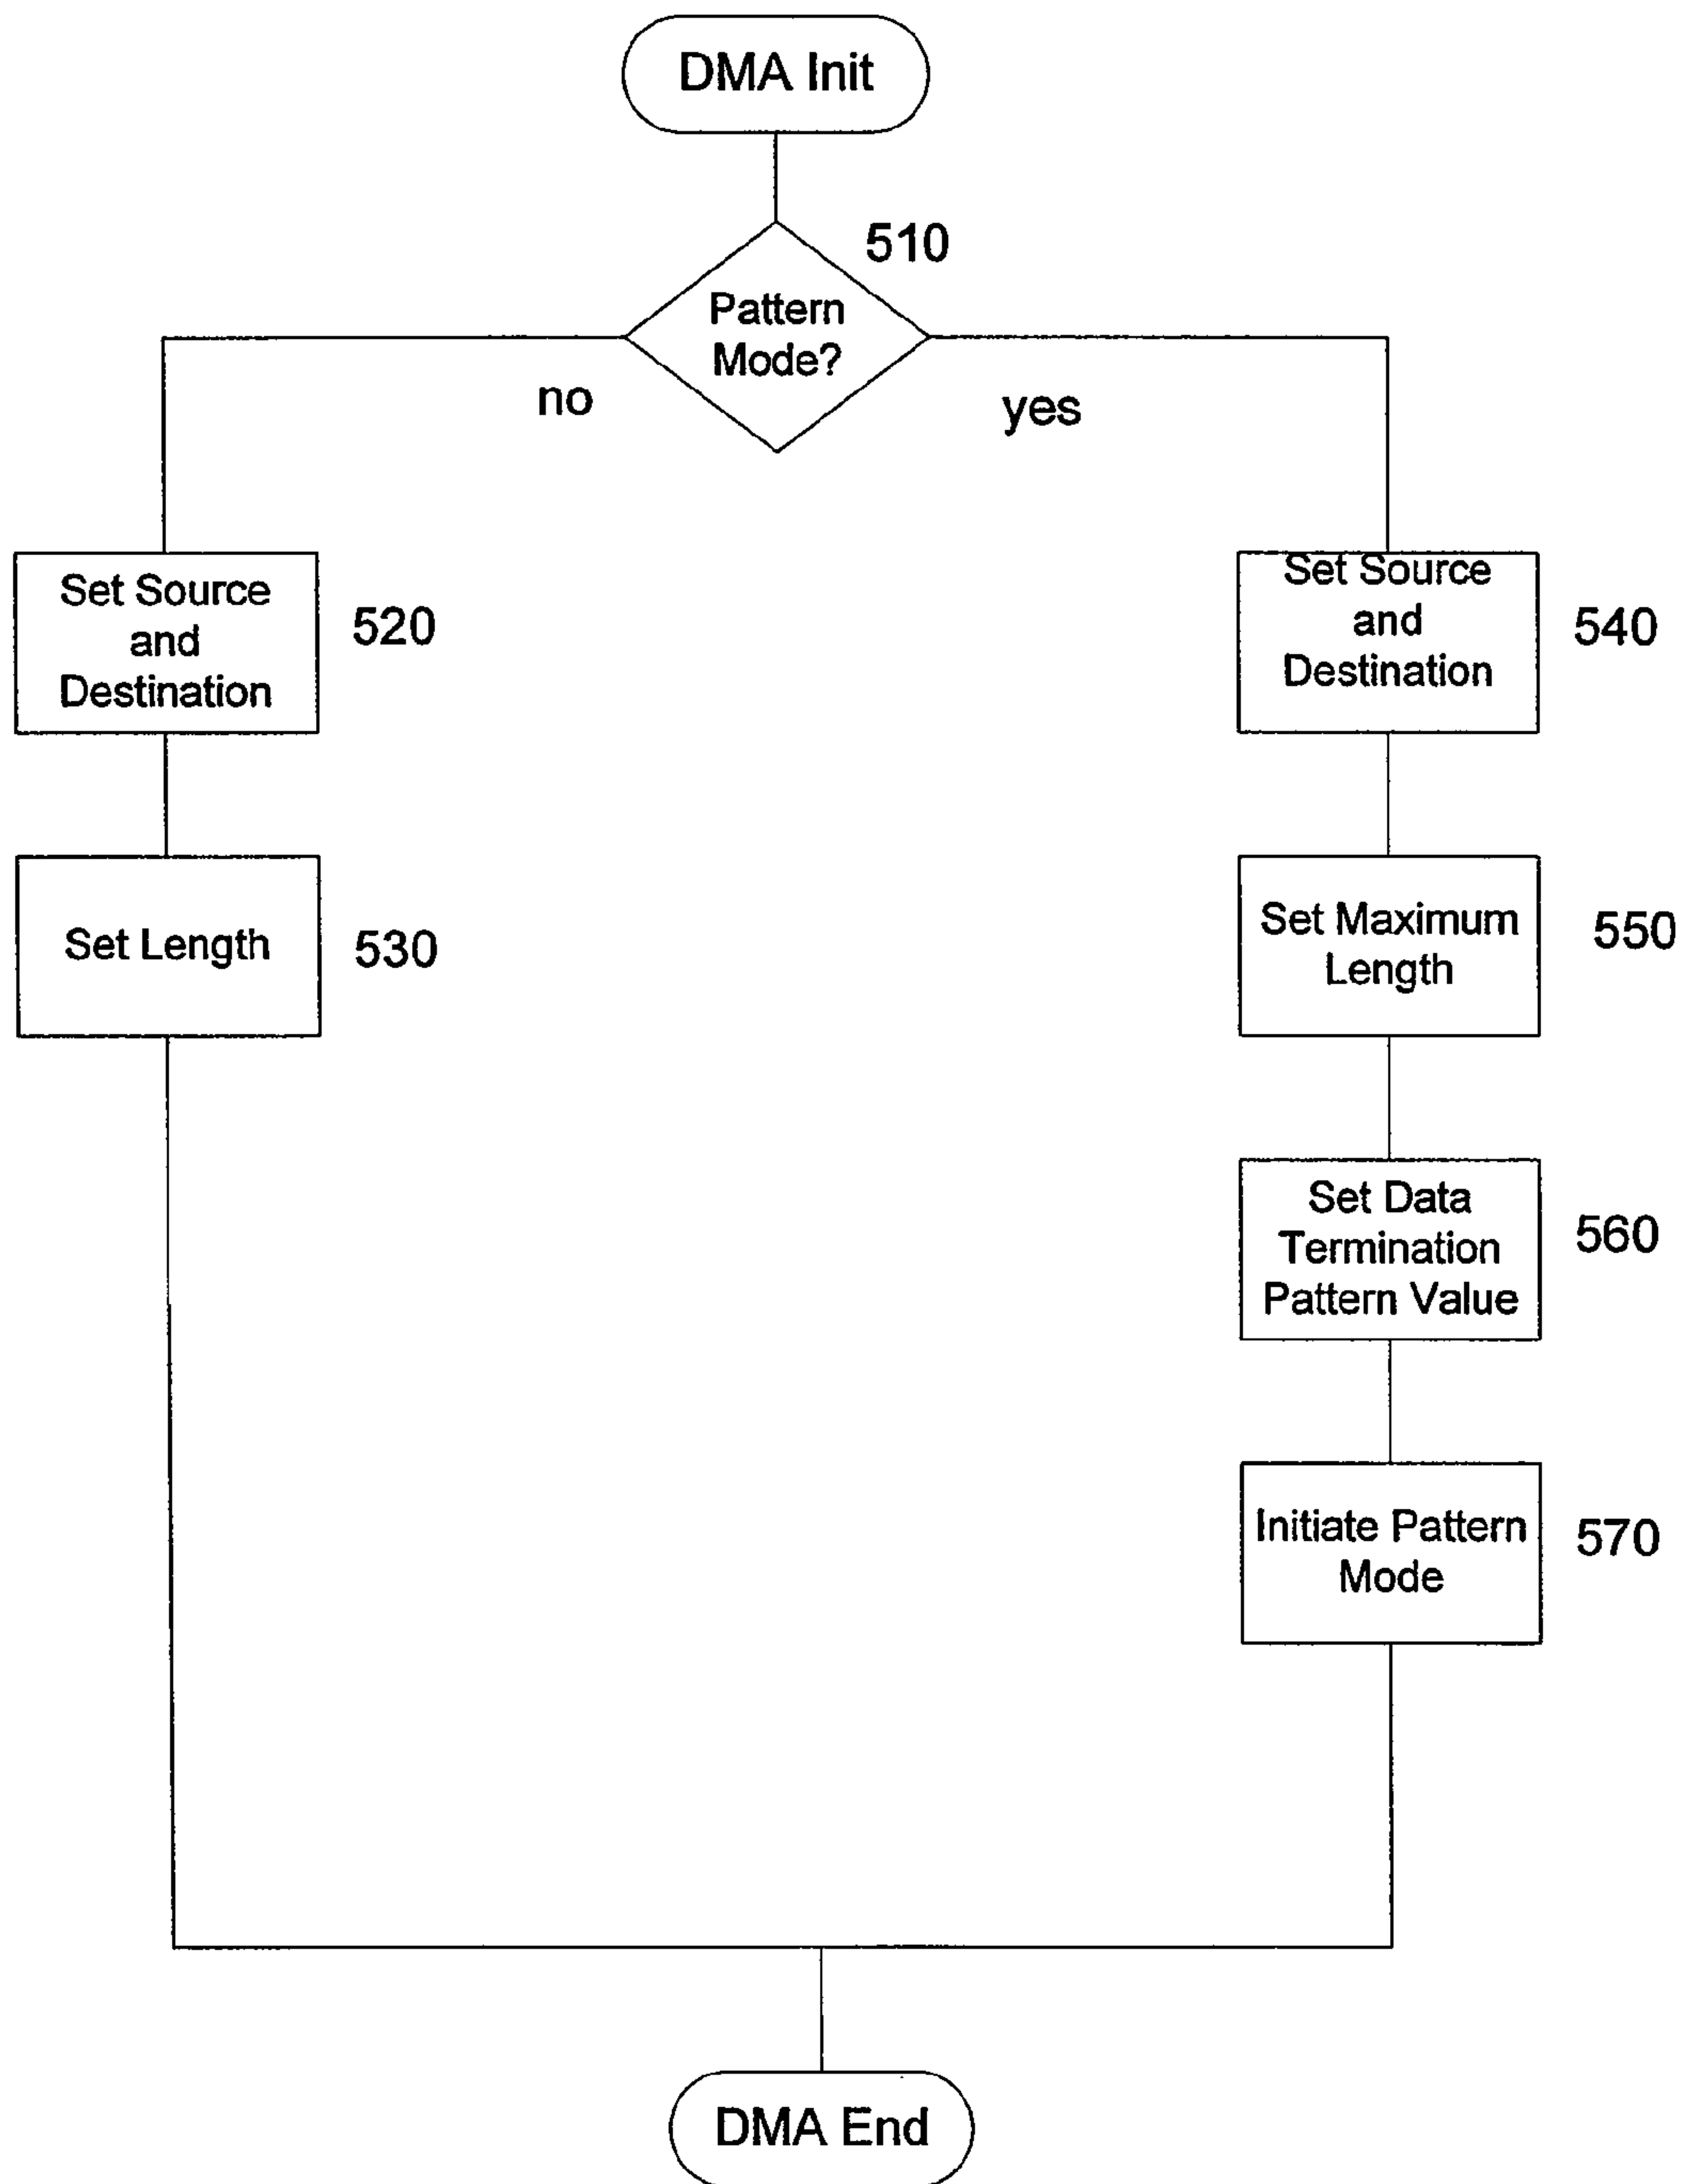 DMA Init
510
Pattern
Mode?
no
yes
Set Source
and
Destination
520
Set Length
530
Set Source
and
Destination
540
Set Maximum
Length
550
Set Data
Termination
Pattern Value
560
Initiate Pattern
Mode
570
DMA End